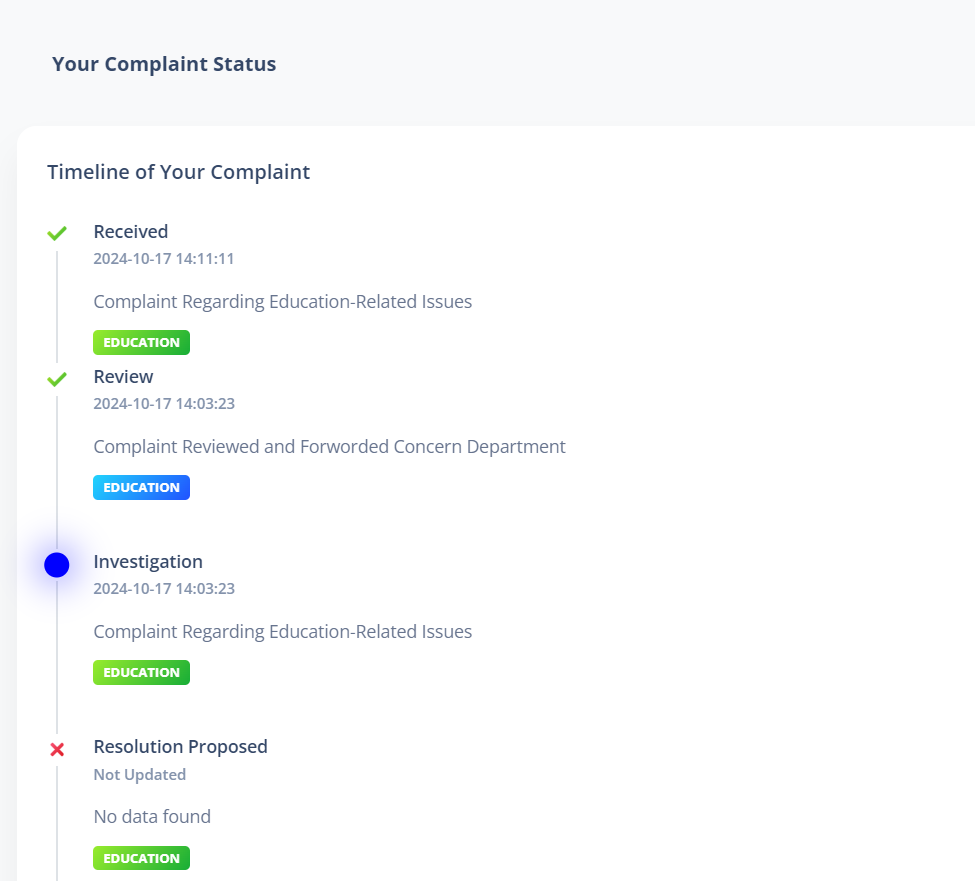 Your Complaint Status
Timeline of Your Complaint
Received
2024-10-17 14:11:11
Complaint Regarding Education-Related Issues
EDUCATION
Review
2024-10-17 14:03:23
Complaint Reviewed and Forworded Concern Department
EDUCATION
Investigation
2024-10-17 14:03:23
Complaint Regarding Education-Related Issues
EDUCATION
Resolution Proposed
Not Updated
No data found
EDUCATION